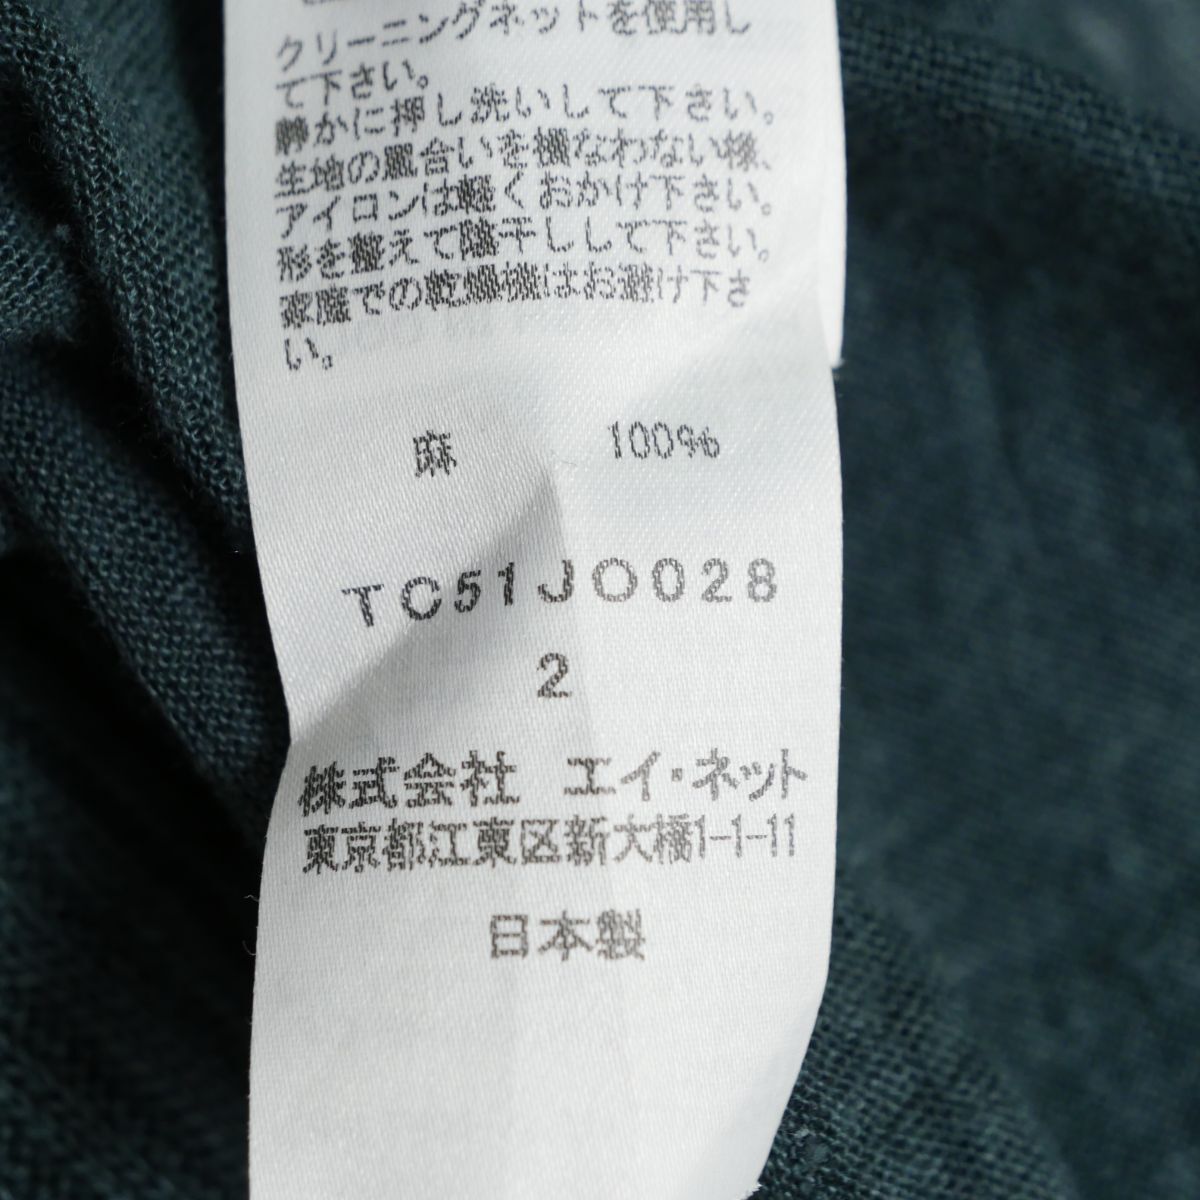 クリーニングネットを使用し
て下さい。
静かに押し洗いして下さい。
生地の風合いを損なわない様、
アイロンは軽くおかけ下さい。
形を整えて陰干しして下さい。
家庭での乾燥機はお避け下さ
い。
麻 100%
TC51JO028
2
株式会社 エイ・ネット
東京都江東区新大橋1-1-11
日本製